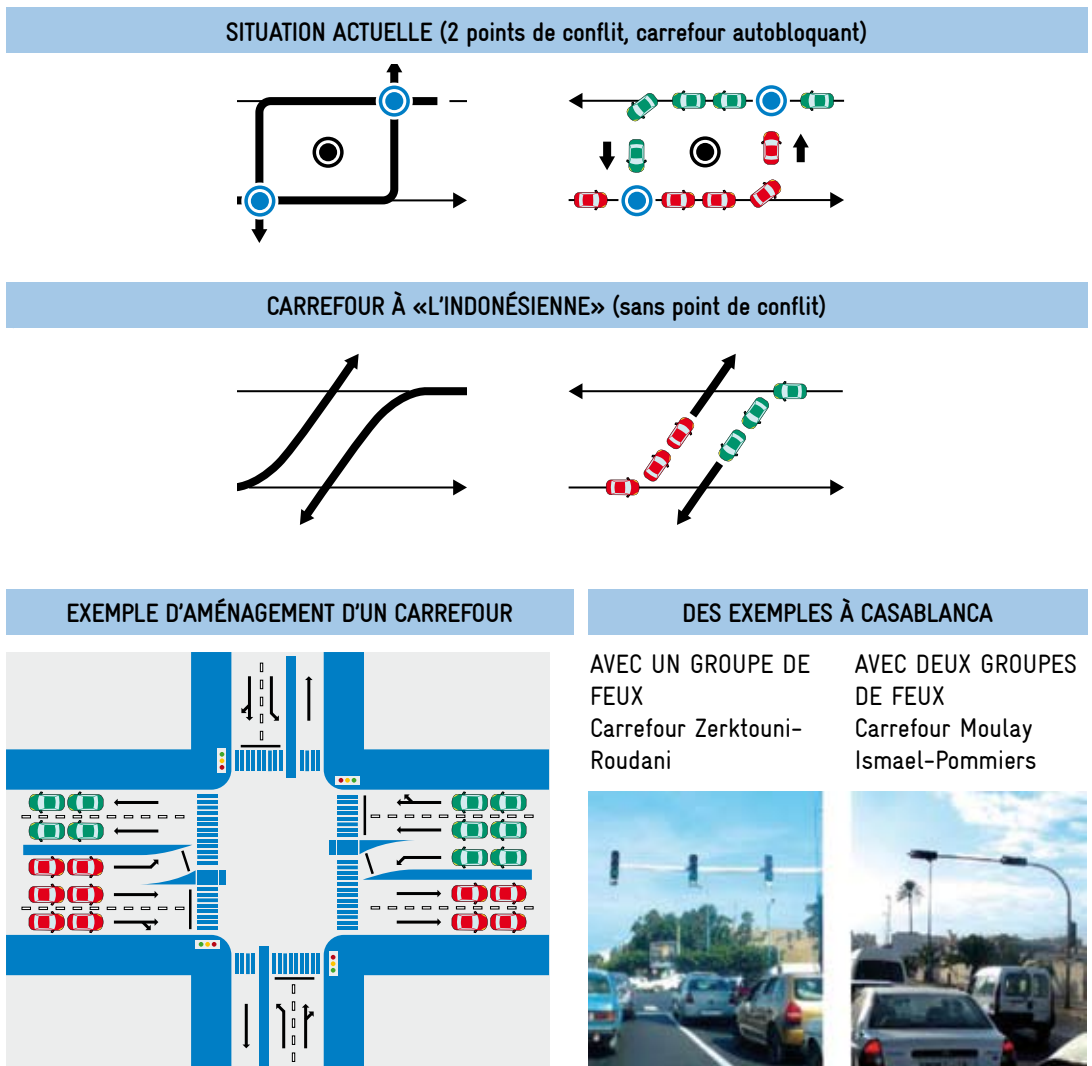 SITUATION ACTUELLE (2 points de conflit, carrefour autobloquant)
CARREFOUR À «L'INDONÉSIENNE» (sans point de conflit)
EXEMPLE D'AMÉNAGEMENT D'UN CARREFOUR
DES EXEMPLES À CASABLANCA
AVEC UN GROUPE DE
FEUX
Carrefour Zerktouni-
Roudani
AVEC DEUX GROUPES
DE FEUX
Carrefour Moulay
Ismael-Pommiers